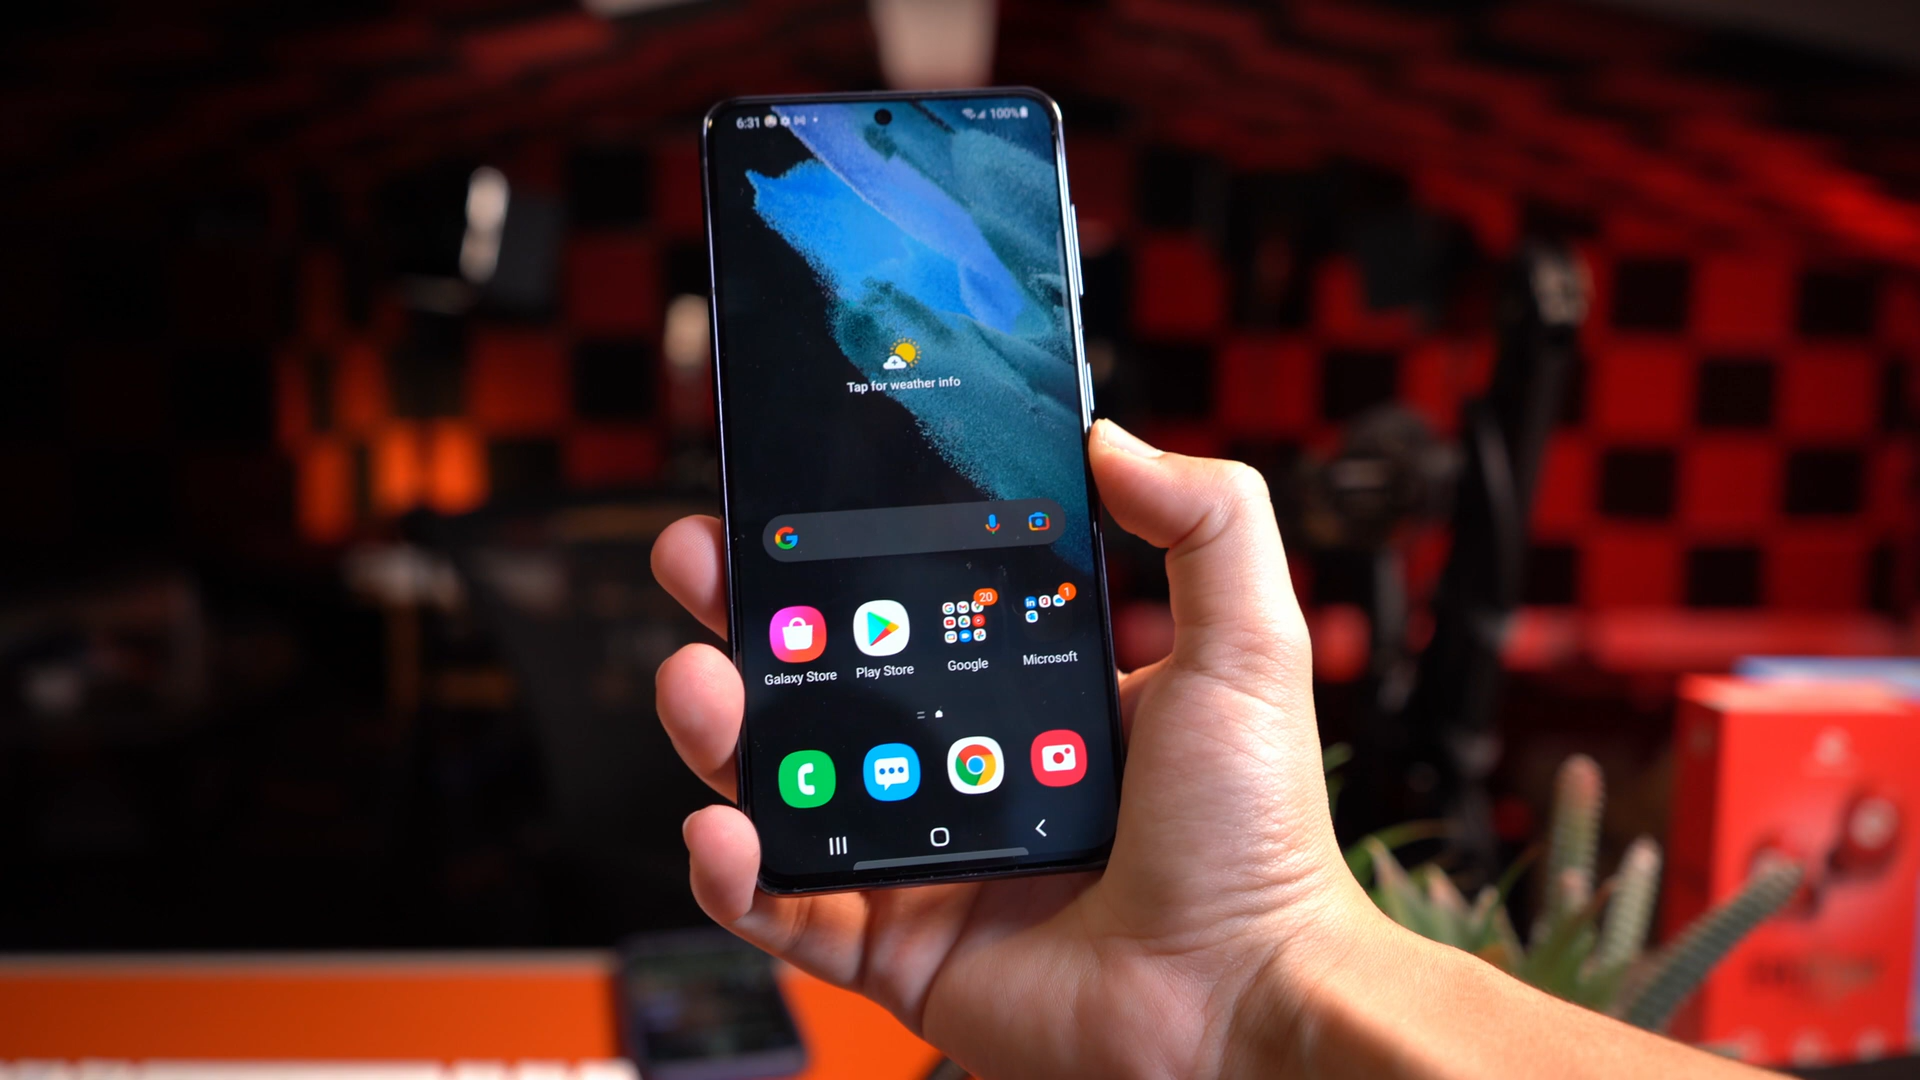 6:31
100%
Tap for weather info
G
20
1
Galaxy Store
Play Store
Google
Microsoft